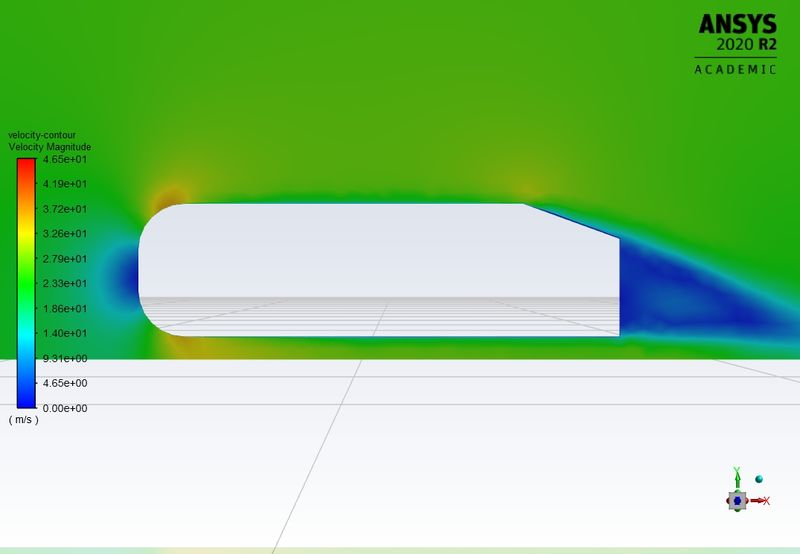 ANSYS
2020 R2
ACADEMIC
velocity-contour
Velocity Magnitude
4.65e+01
4.19e+01
3.72e+01
3.26e+01
2.79e+01
2.33e+01
1.86e+01
1.40e+01
9.31e+00
4.65e+00
0.00e+00
( m/s )
Y
X